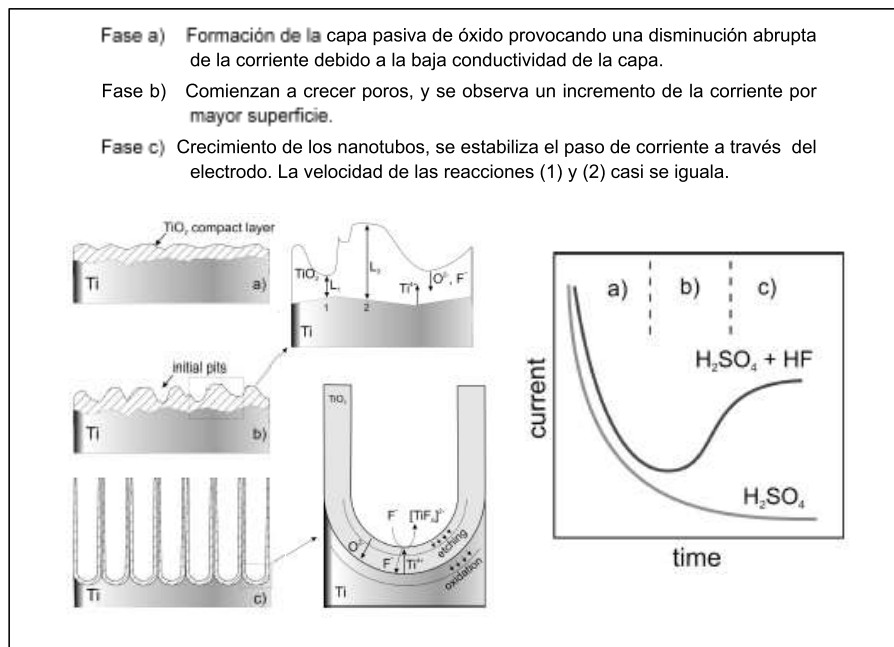 Fase a) Formación de la capa pasiva de óxido provocando una disminución abrupta
de la corriente debido a la baja conductividad de la capa.
Fase b) Comienzan a crecer poros, y se observa un incremento de la corriente por
mayor superficie.
Fase c) Crecimiento de los nanotubos, se estabiliza el paso de corriente a través del
electrodo. La velocidad de las reacciones (1) y (2) casi se iguala.
TiO₂ compact layer
Ti
a)
TiO₂
L₁
L₂
Ti⁴⁺
O²⁻, F⁻
1
2
Ti
initial pits
Ti
b)
Ti
c)
TiO₂
F⁻
[TiF₆]²⁻
O²⁻
F⁻
Ti⁴⁺
etching
oxidation
Ti
a)
b)
c)
H₂SO₄ + HF
H₂SO₄
current
time